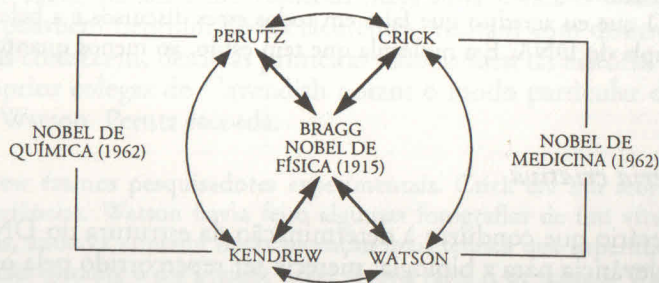 PERUTZ
CRICK
NOBEL DE
QUÍMICA (1962)
BRAGG
NOBEL DE
FÍSICA (1915)
NOBEL DE
MEDICINA (1962)
KENDREW
WATSON